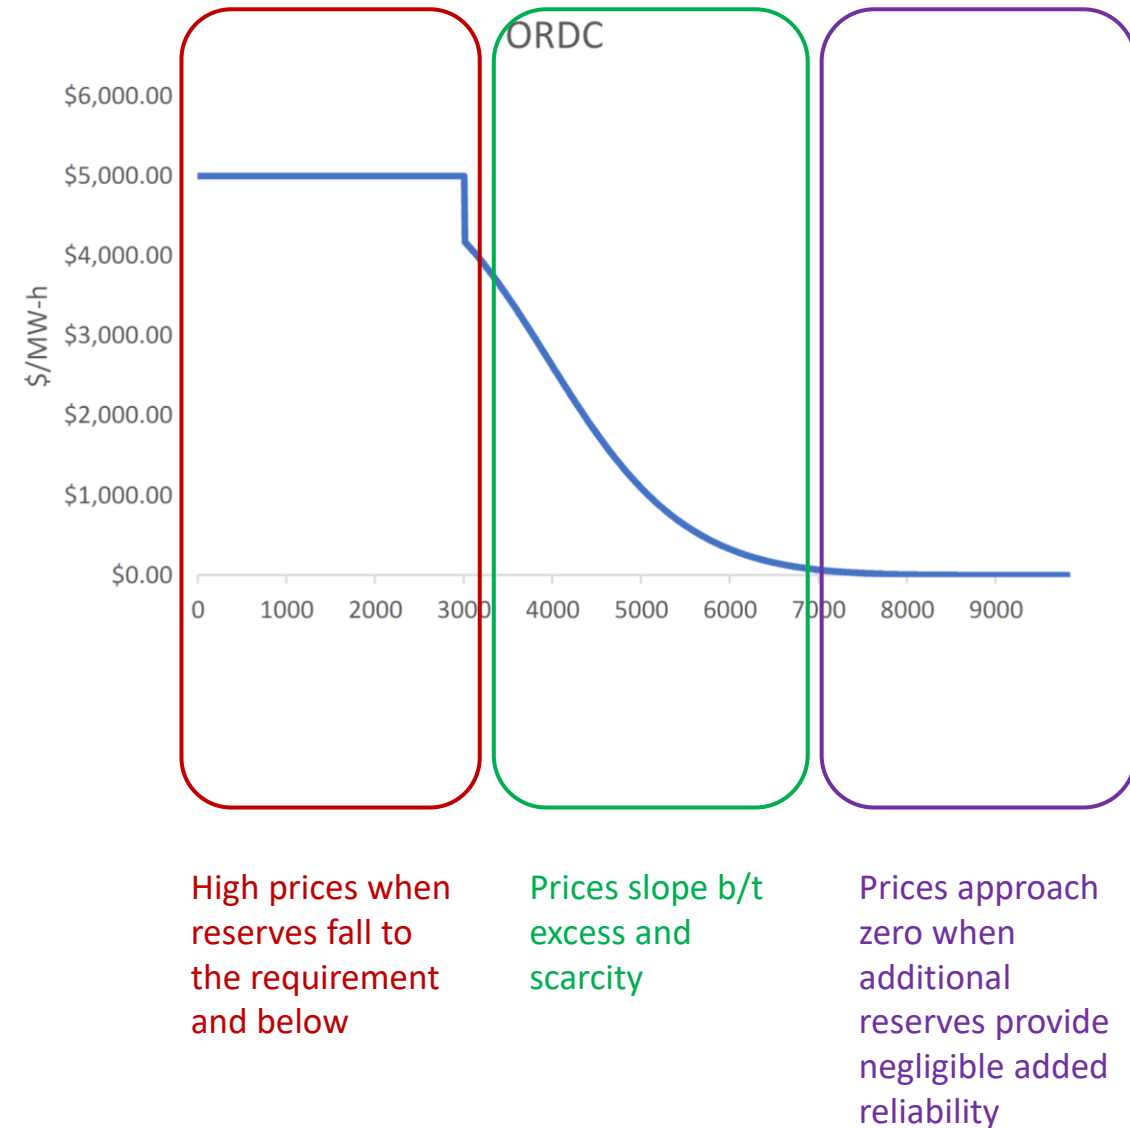 ORDC
$6,000.00
$5,000.00
$4,000.00
$3,000.00
$2,000.00
$1,000.00
$0.00
$/MW-h
0 1000 2000 3000 4000 5000 6000 7000 8000 9000
High prices when
reserves fall to
the requirement
and below
Prices slope b/t
excess and
scarcity
Prices approach
zero when
additional
reserves provide
negligible added
reliability